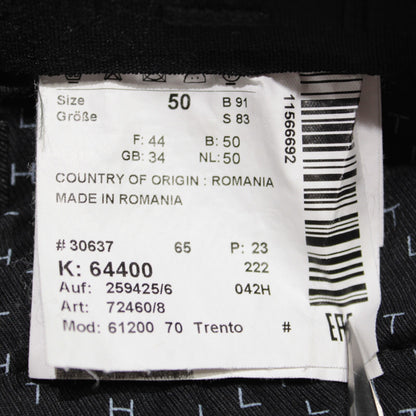 Size 50 B 91
Größe S 83
F: 44 B: 50
GB: 34 NL: 50
COUNTRY OF ORIGIN : ROMANIA
MADE IN ROMANIA
# 30637 65 P: 23
K: 64400 222
Auf: 259425/6 042H
Art: 72460/8
Mod: 61200 70 Trento #
11566692